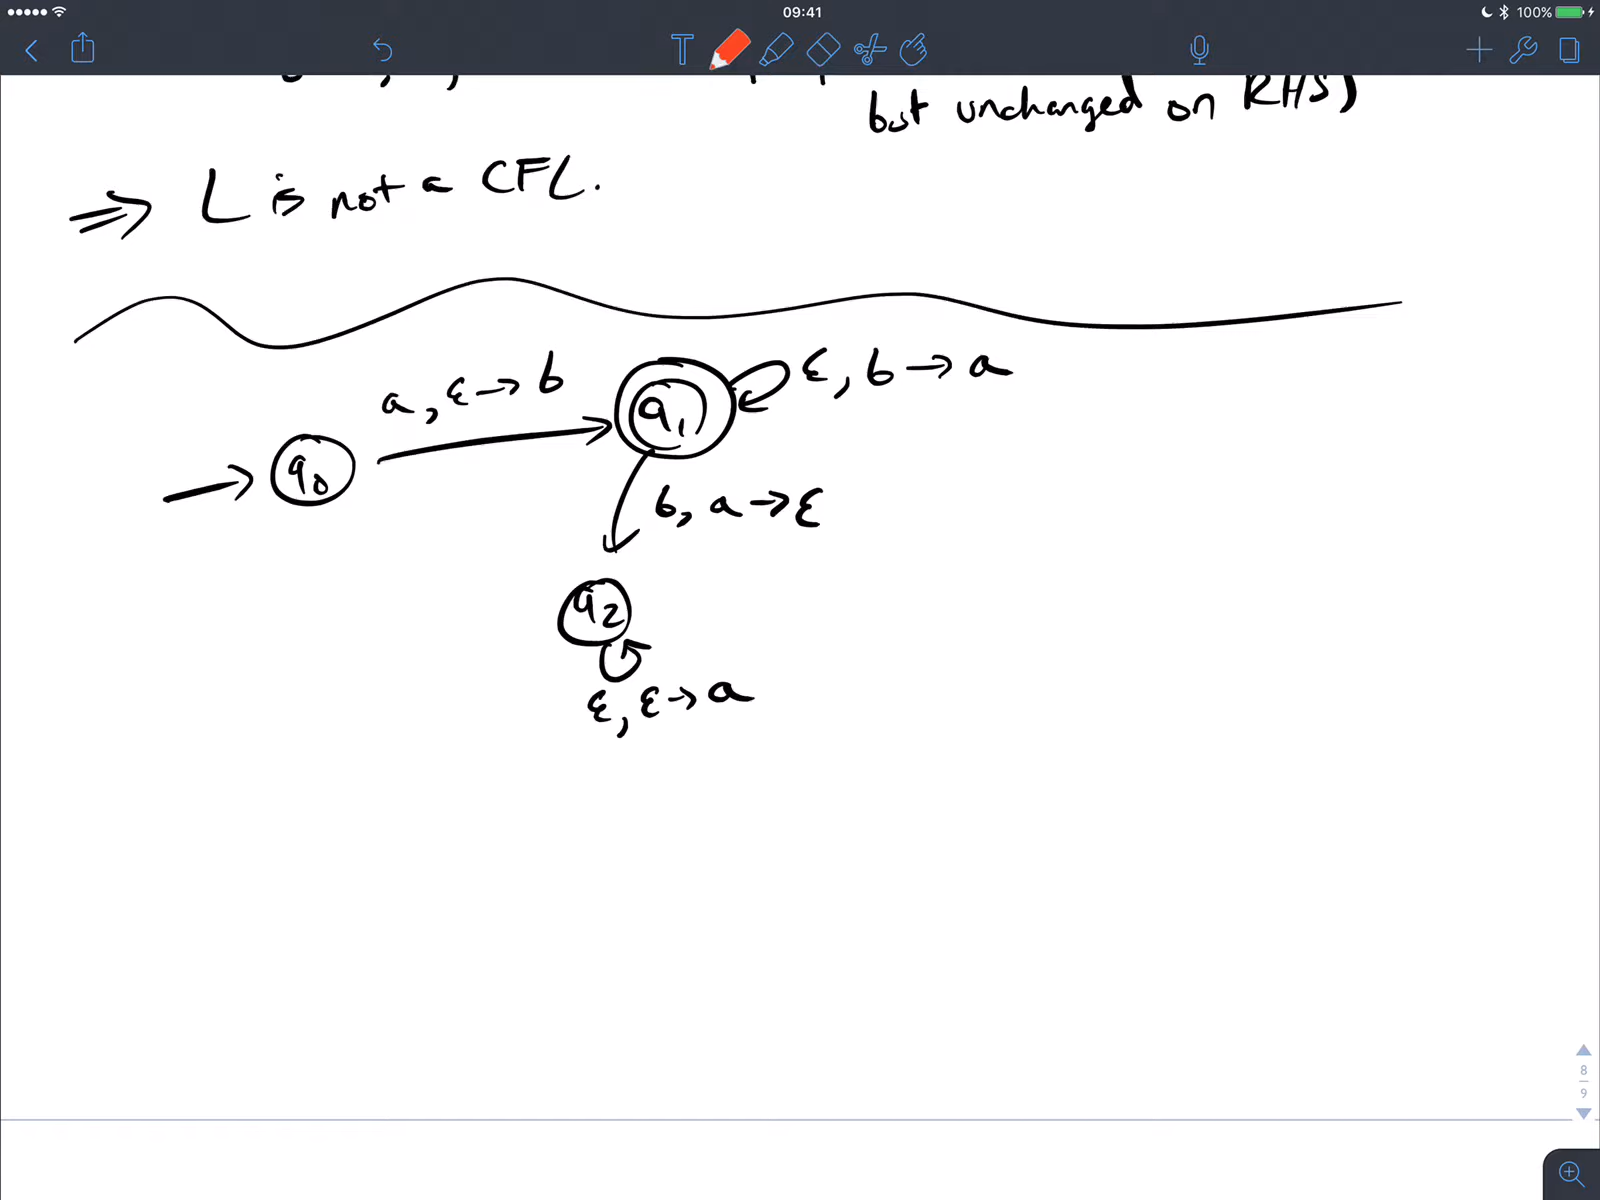 09:41
100%
T
but unchanged on RHS)
⇒ L is not a CFL.
a, ε → b
ε, b → a
q₁
q₀
b, a → ε
q₂
ε, ε → a
8
9